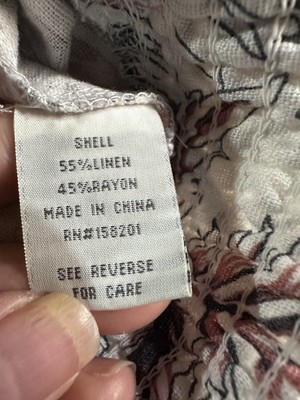 SHELL
55%LINEN
45%RAYON
MADE IN CHINA
RN#158201
SEE REVERSE
FOR CARE